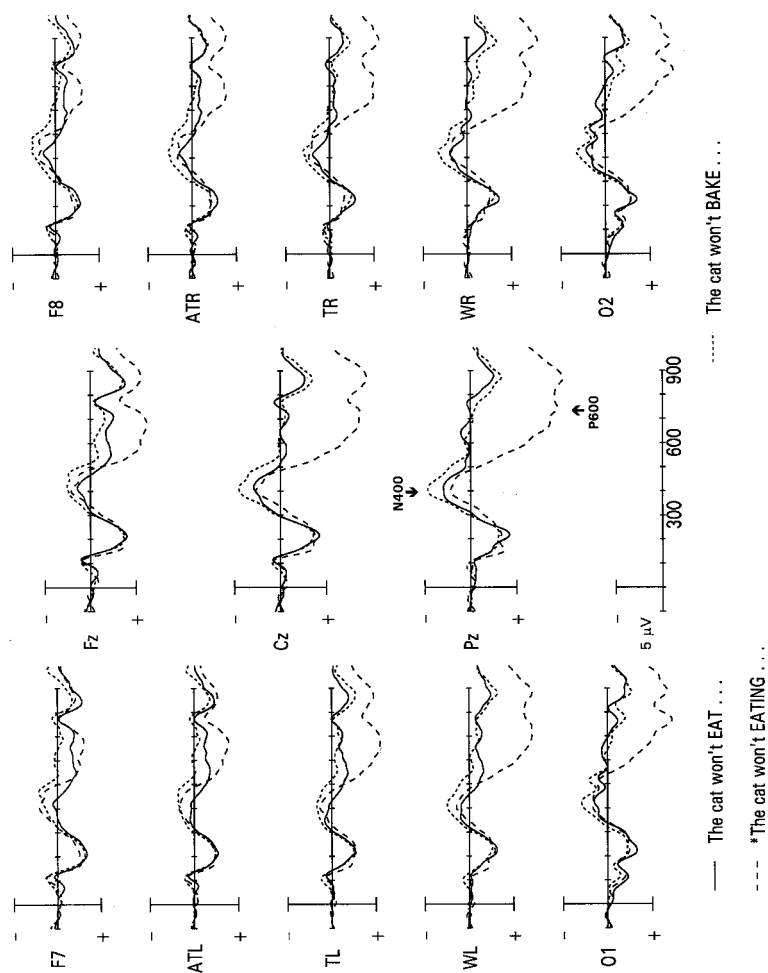 F7
-
+
ATL
-
+
TL
-
+
WL
-
+
O1
-
+
Fz
-
+
Cz
-
+
Pz
-
+
N400
P600
-
5 µV
300
600
900
F8
-
+
ATR
-
+
TR
-
+
WR
-
+
O2
-
+
The cat won't EAT . . .
*The cat won't EATING . . .
The cat won't BAKE . . .